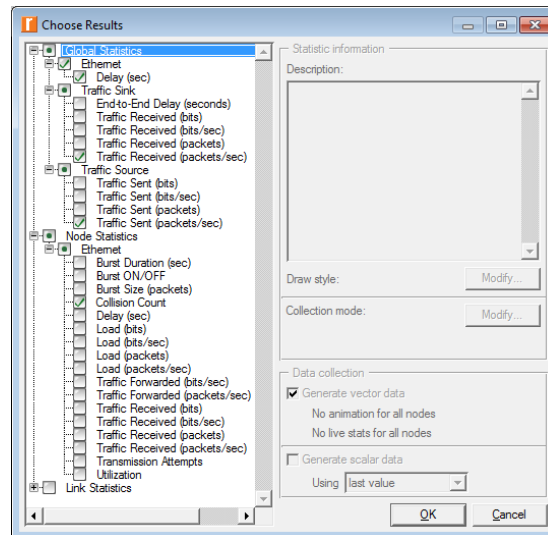 Choose Results
Global Statistics
Ethernet
Delay (sec)
Traffic Sink
End-to-End Delay (seconds)
Traffic Received (bits)
Traffic Received (bits/sec)
Traffic Received (packets)
Traffic Received (packets/sec)
Traffic Source
Traffic Sent (bits)
Traffic Sent (bits/sec)
Traffic Sent (packets)
Traffic Sent (packets/sec)
Node Statistics
Ethernet
Burst Duration (sec)
Burst ON/OFF
Burst Size (packets)
Collision Count
Delay (sec)
Load (bits)
Load (bits/sec)
Load (packets)
Load (packets/sec)
Traffic Forwarded (bits/sec)
Traffic Forwarded (packets/sec)
Traffic Received (bits)
Traffic Received (bits/sec)
Traffic Received (packets)
Traffic Received (packets/sec)
Transmission Attempts
Utilization
Link Statistics
Statistic information
Description:
Draw style:
Modify...
Collection mode:
Modify...
Data collection
Generate vector data
No animation for all nodes
No live stats for all nodes
Generate scalar data
Using last value
OK
Cancel